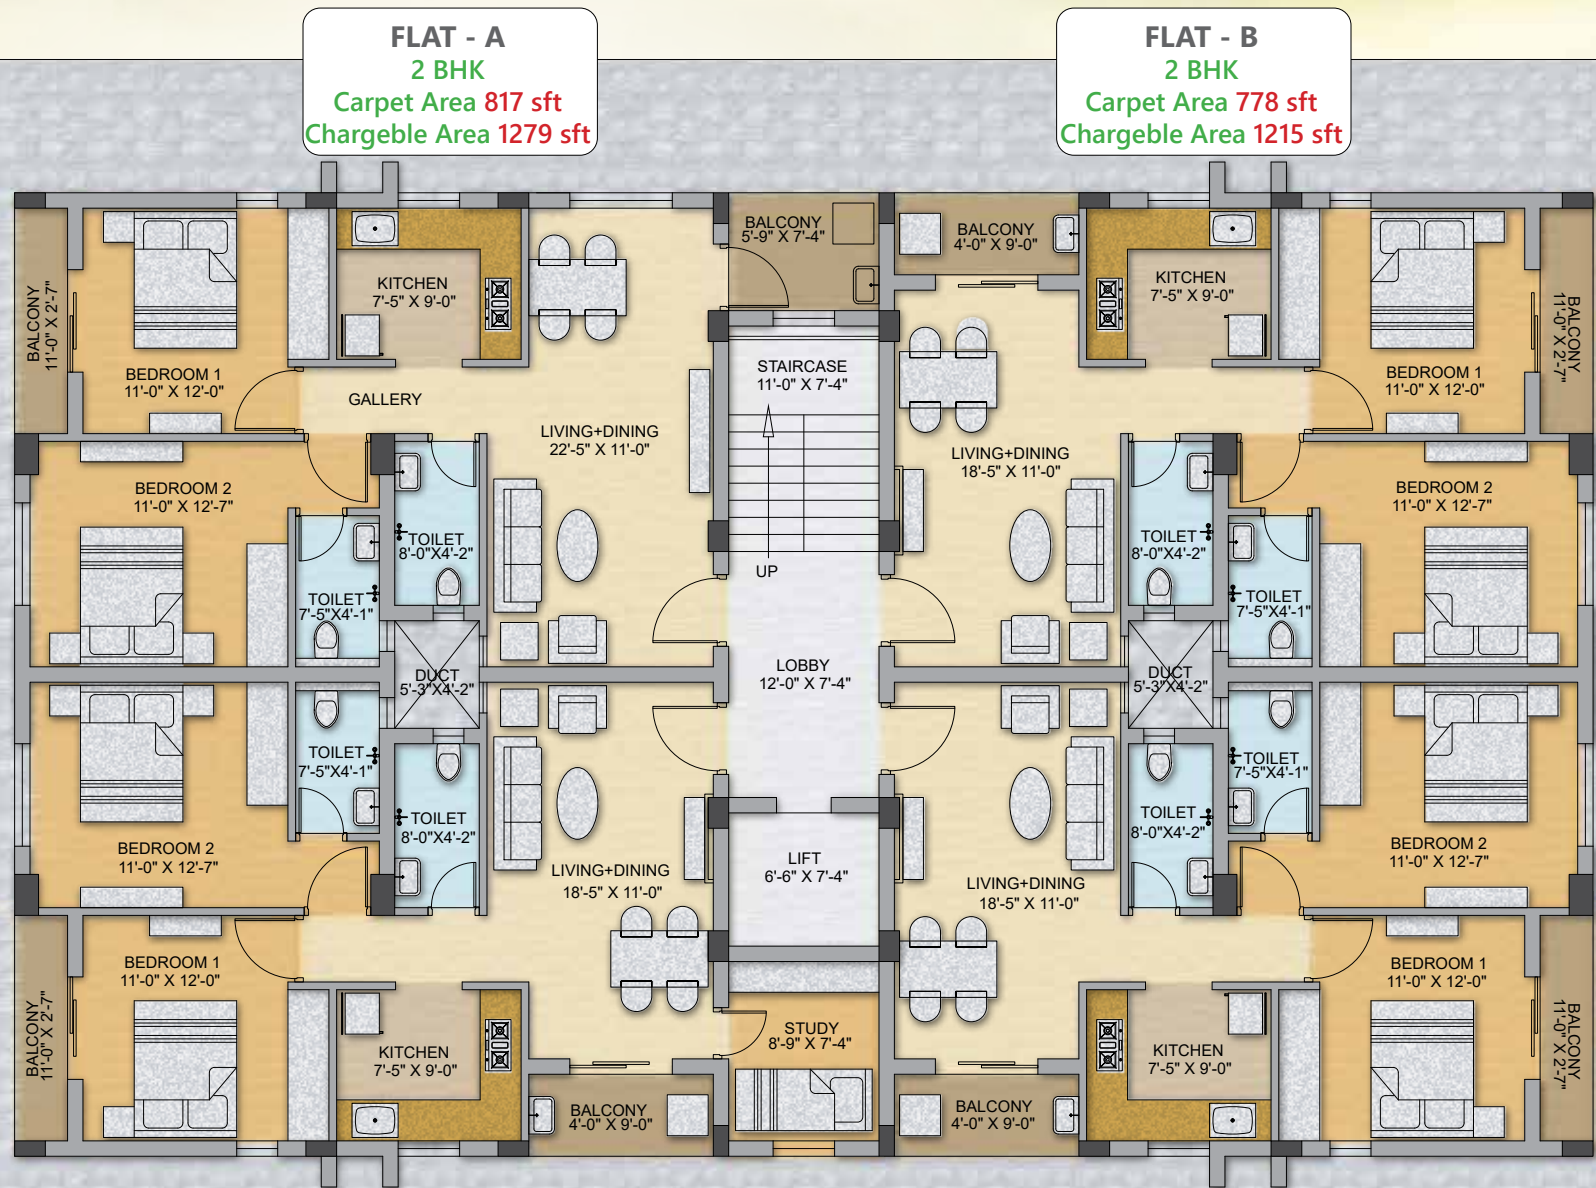 FLAT - A
2 BHK
Carpet Area 817 sft
Chargeble Area 1279 sft
FLAT - B
2 BHK
Carpet Area 778 sft
Chargeble Area 1215 sft
BALCONY
11'-0" X 2'-7"
BEDROOM 1
11'-0" X 12'-0"
KITCHEN
7'-5" X 9'-0"
GALLERY
LIVING+DINING
22'-5" X 11'-0"
BALCONY
5'-9" X 7'-4"
STAIRCASE
11'-0" X 7'-4"
UP
BALCONY
4'-0" X 9'-0"
KITCHEN
7'-5" X 9'-0"
BEDROOM 1
11'-0" X 12'-0"
BALCONY
11'-0" X 2'-7"
LIVING+DINING
18'-5" X 11'-0"
BEDROOM 2
11'-0" X 12'-7"
TOILET
8'-0"X4'-2"
TOILET
7'-5"X4'-1"
DUCT
5'-3"X4'-2"
LOBBY
12'-0" X 7'-4"
TOILET
8'-0"X4'-2"
TOILET
7'-5"X4'-1"
BEDROOM 2
11'-0" X 12'-7"
DUCT
5'-3"X4'-2"
TOILET
7'-5"X4'-1"
TOILET
8'-0"X4'-2"
BEDROOM 2
11'-0" X 12'-7"
LIVING+DINING
18'-5" X 11'-0"
LIFT
6'-6" X 7'-4"
LIVING+DINING
18'-5" X 11'-0"
TOILET
8'-0"X4'-2"
TOILET
7'-5"X4'-1"
BEDROOM 2
11'-0" X 12'-7"
BALCONY
11'-0" X 2'-7"
BEDROOM 1
11'-0" X 12'-0"
KITCHEN
7'-5" X 9'-0"
BALCONY
4'-0" X 9'-0"
STUDY
8'-9" X 7'-4"
BALCONY
4'-0" X 9'-0"
KITCHEN
7'-5" X 9'-0"
BEDROOM 1
11'-0" X 12'-0"
BALCONY
11'-0" X 2'-7"